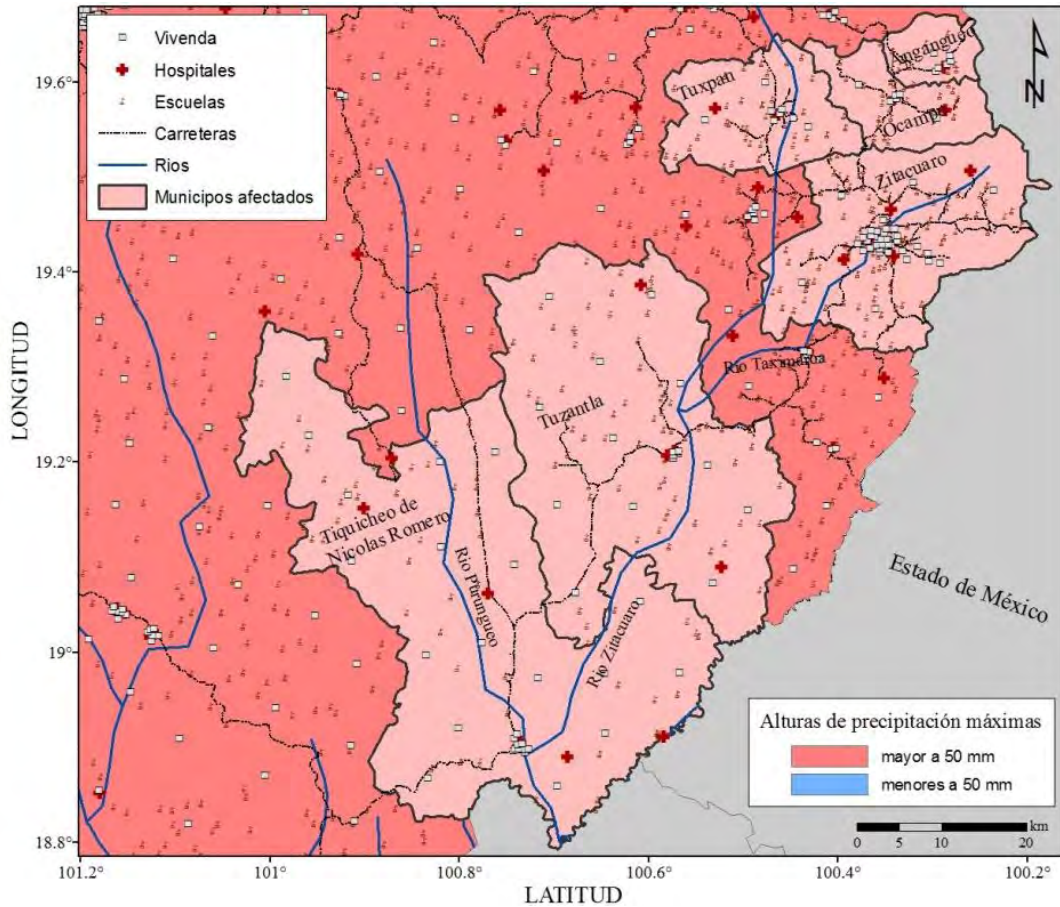 Vivenda
Hospitales
Escuelas
Carreteras
Rios
Municipos afectados
N
19.6°
19.4°
19.2°
19°
18.8°
LONGITUD
Angangueo
Tuxpan
Ocampo
Zitacuaro
Rio Taximaroa
Tuzantla
Tiquicheo de
Nicolas Romero
Rio Purungueo
Rio Zitacuaro
Estado de México
Alturas de precipitación máximas
mayor a 50 mm
menores a 50 mm
km
0 5 10 20
101.2° 101° 100.8° 100.6° 100.4° 100.2°
LATITUD